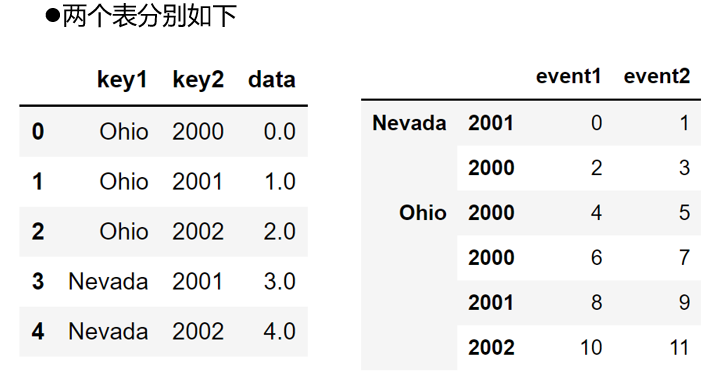 ●两个表分别如下
key1 key2 data
0 Ohio 2000 0.0
1 Ohio 2001 1.0
2 Ohio 2002 2.0
3 Nevada 2001 3.0
4 Nevada 2002 4.0
event1 event2
Nevada 2001 0 1
2000 2 3
Ohio 2000 4 5
2000 6 7
2001 8 9
2002 10 11